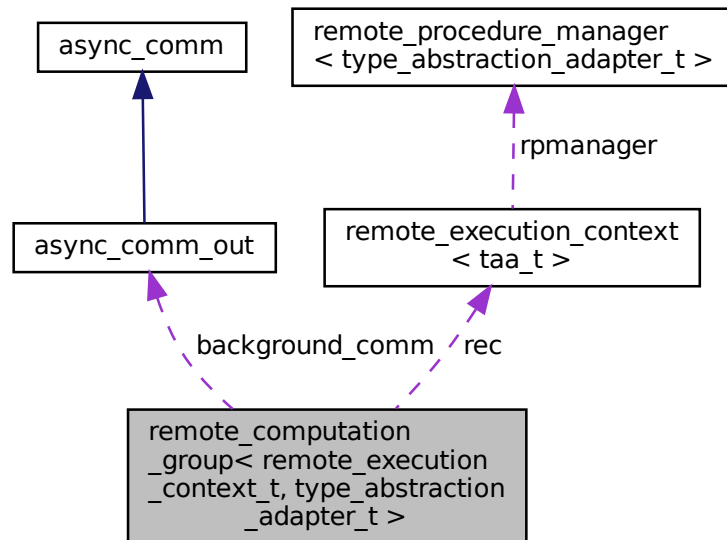 async_comm
remote_procedure_manager
< type_abstraction_adapter_t >
rpmanager
async_comm_out
remote_execution_context
< taa_t >
background_comm
rec
remote_computation
_group< remote_execution
_context_t, type_abstraction
_adapter_t >